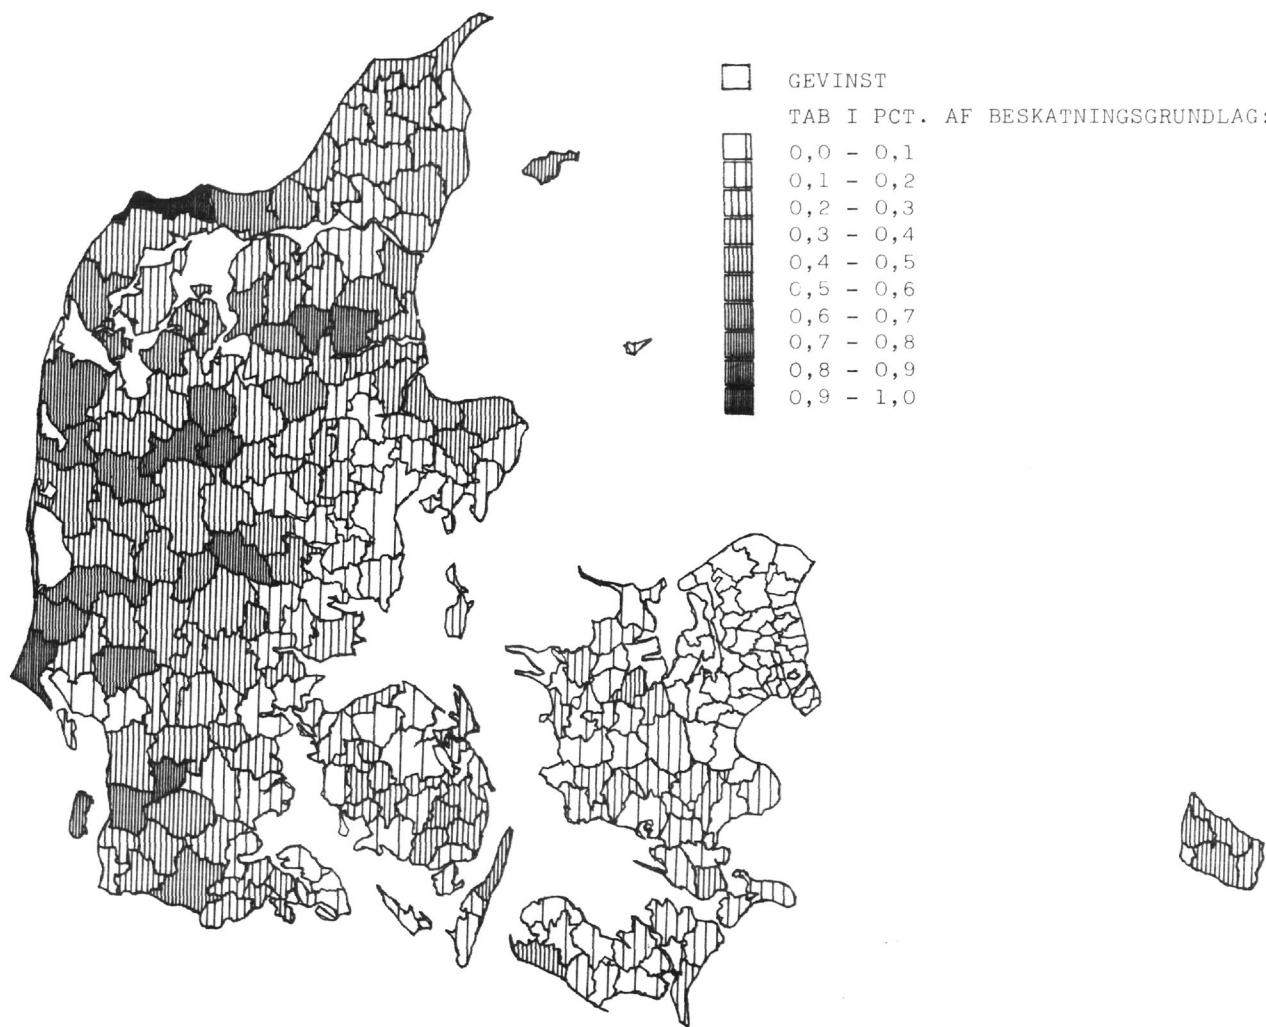 GEVINST
TAB I PCT. AF BESKATNINGSGRUNDLAG:
0,0 - 0,1
0,1 - 0,2
0,2 - 0,3
0,3 - 0,4
0,4 - 0,5
0,5 - 0,6
0,6 - 0,7
0,7 - 0,8
0,8 - 0,9
0,9 - 1,0